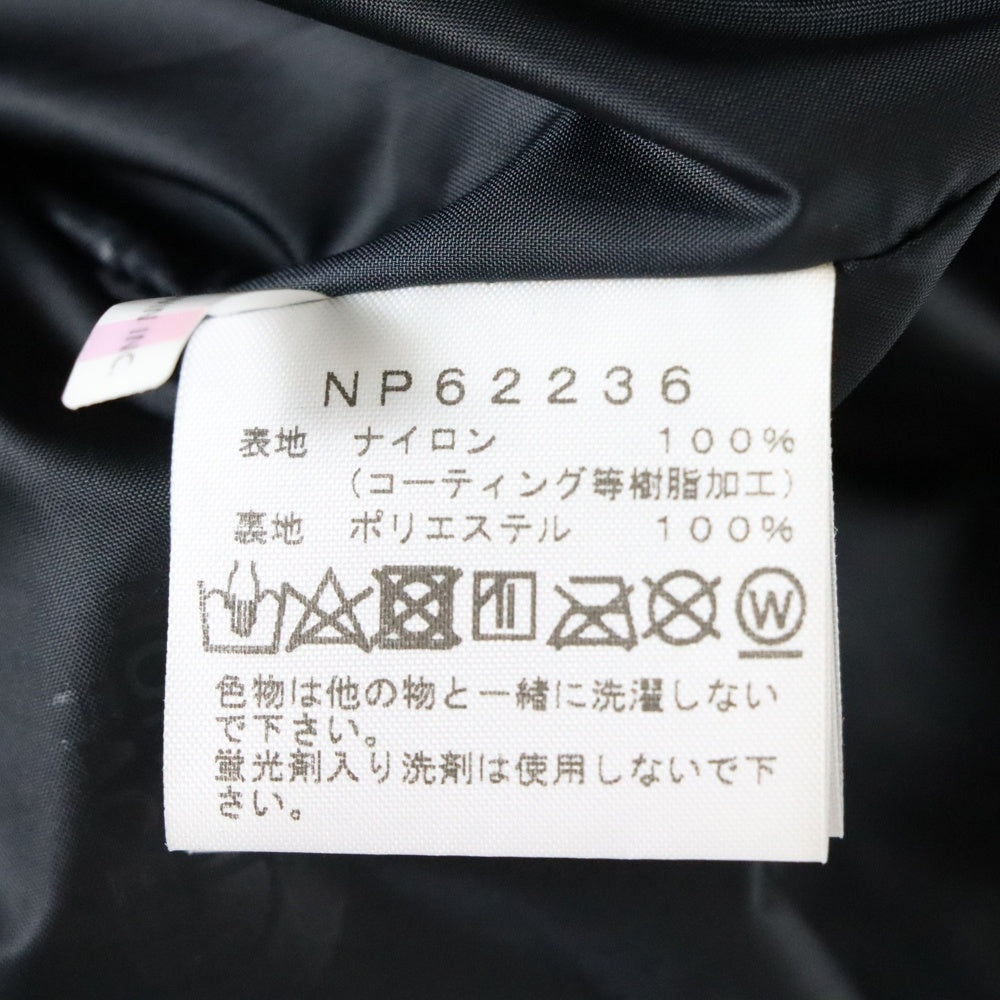 N INC
NP62236
表地 ナイロン 100%
(コーティング等樹脂加工)
裏地 ポリエステル 100%
W
色物は他の物と一緒に洗濯しない
で下さい。
蛍光剤入り洗剤は使用しないで下
さい。